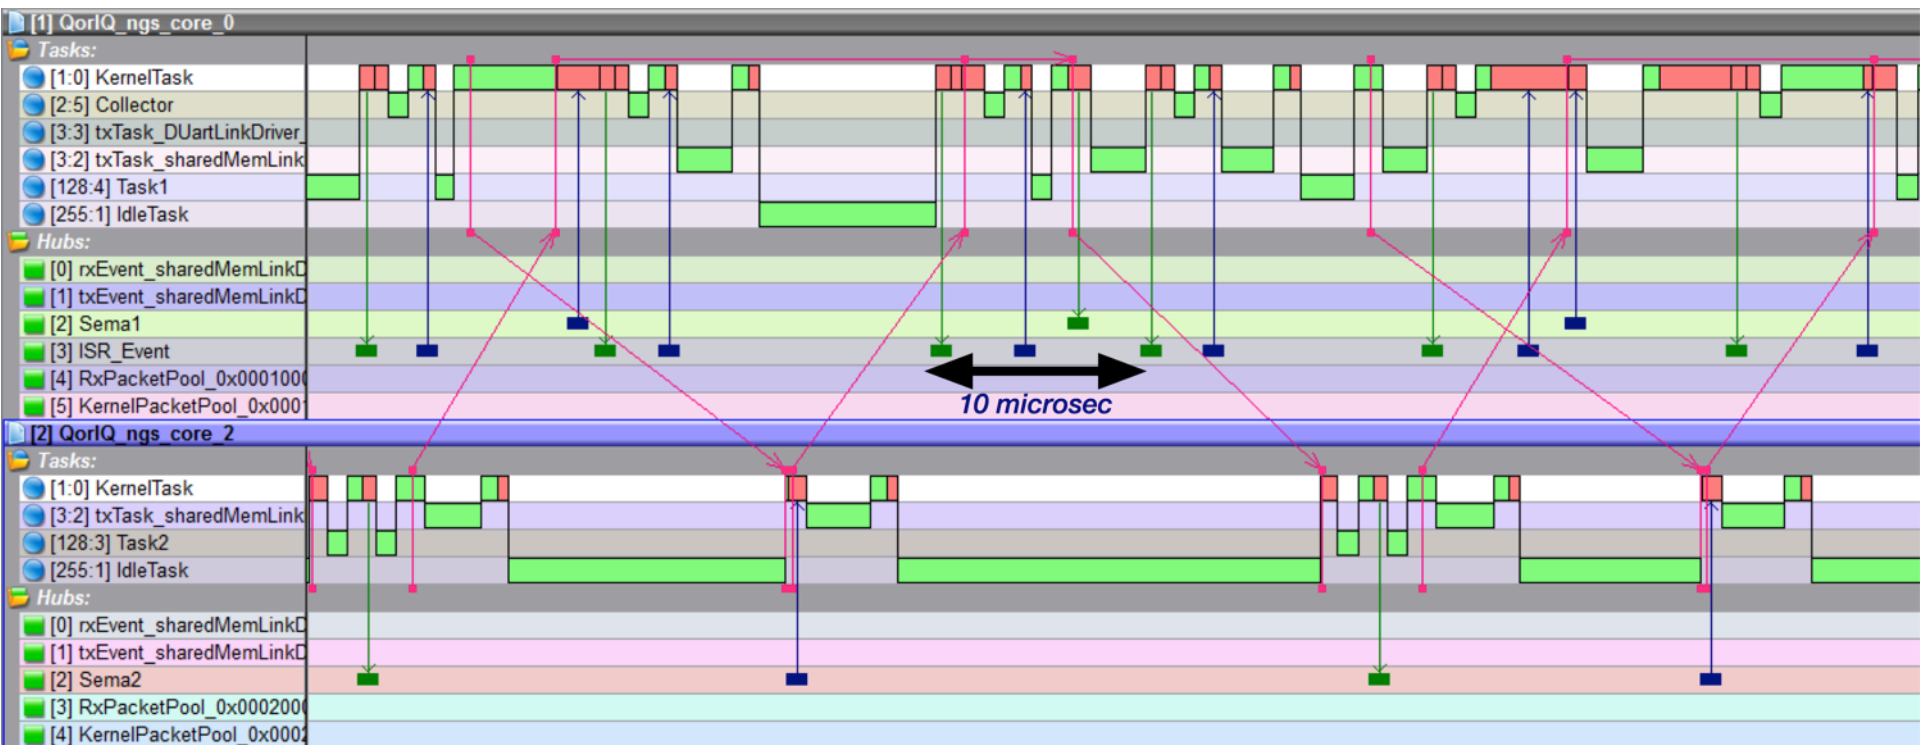 [1] QorIQ_ngs_core_0
Tasks:
[1:0] KernelTask
[2:5] Collector
[3:3] txTask_DUartLinkDriver_
[3:2] txTask_sharedMemLink
[128:4] Task1
[255:1] IdleTask
Hubs:
[0] rxEvent_sharedMemLinkD
[1] txEvent_sharedMemLinkD
[2] Sema1
[3] ISR_Event
[4] RxPacketPool_0x0001000
[5] KernelPacketPool_0x0001
10 microsec
[2] QorIQ_ngs_core_2
Tasks:
[1:0] KernelTask
[3:2] txTask_sharedMemLink
[128:3] Task2
[255:1] IdleTask
Hubs:
[0] rxEvent_sharedMemLinkD
[1] txEvent_sharedMemLinkD
[2] Sema2
[3] RxPacketPool_0x0002000
[4] KernelPacketPool_0x0002